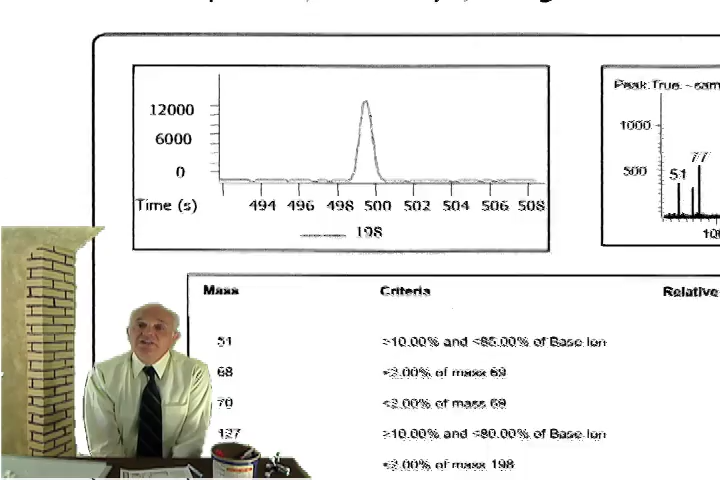 12000
6000
0
Time (s) 494 496 498 500 502 504 506 508
198
Peak True - sam
1000
500
51
77
Mass Criteria Relative
51 >10.00% and <85.00% of Base Ion
68 <2.00% of mass 69
70 <2.00% of mass 69
127 >10.00% and <80.00% of Base Ion
<2.00% of mass 198